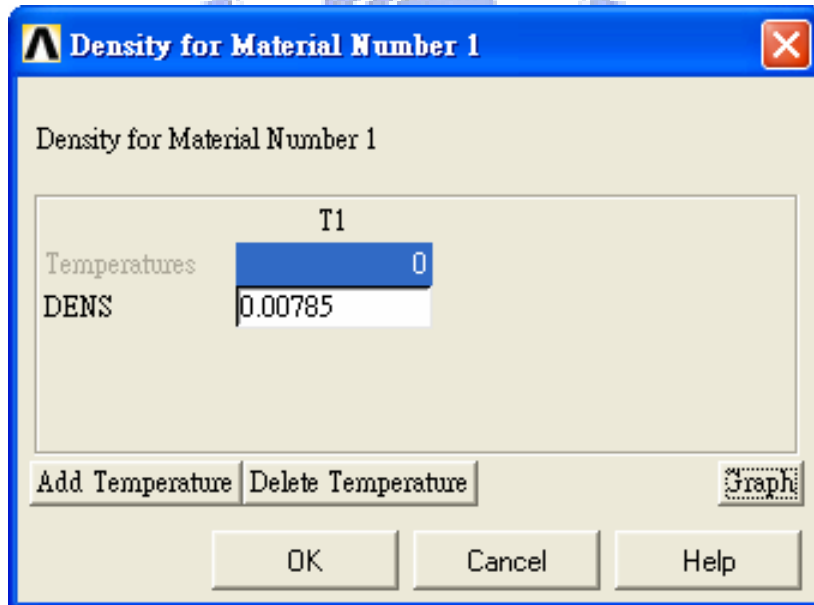 Density for Material Number 1
Density for Material Number 1
T1
Temperatures 0
DENS 0.00785
Add Temperature Delete Temperature Graph
OK Cancel Help